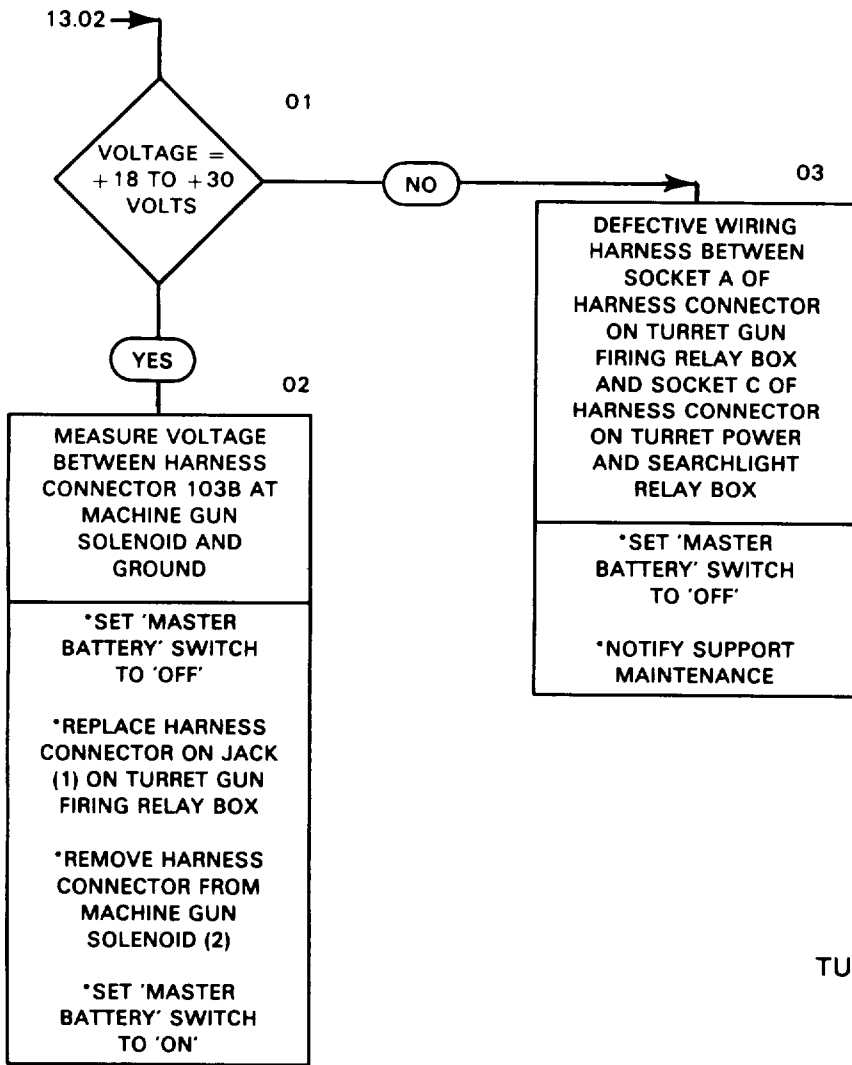 13.02
01
VOLTAGE =
+18 TO +30
VOLTS
NO
YES
03
DEFECTIVE WIRING
HARNESS BETWEEN
SOCKET A OF
HARNESS CONNECTOR
ON TURRET GUN
FIRING RELAY BOX
AND SOCKET C OF
HARNESS CONNECTOR
ON TURRET POWER
AND SEARCHLIGHT
RELAY BOX
*SET 'MASTER
BATTERY' SWITCH
TO 'OFF'
*NOTIFY SUPPORT
MAINTENANCE
02
MEASURE VOLTAGE
BETWEEN HARNESS
CONNECTOR 103B AT
MACHINE GUN
SOLENOID AND
GROUND
*SET 'MASTER
BATTERY' SWITCH
TO 'OFF'
*REPLACE HARNESS
CONNECTOR ON JACK
(1) ON TURRET GUN
FIRING RELAY BOX
*REMOVE HARNESS
CONNECTOR FROM
MACHINE GUN
SOLENOID (2)
*SET 'MASTER
BATTERY' SWITCH
TO 'ON'
TU